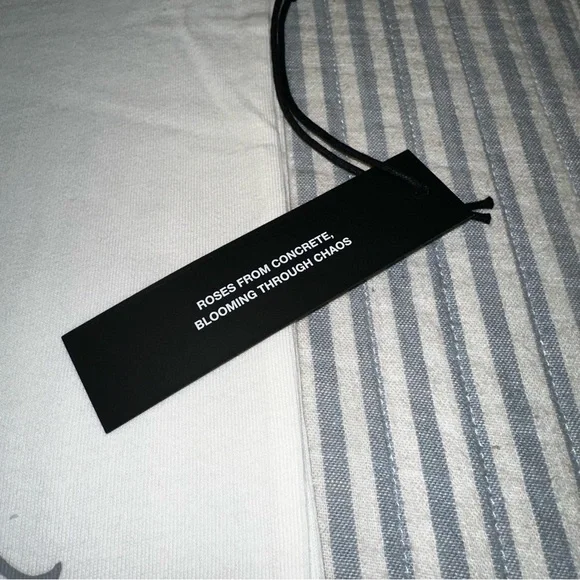 ROSES FROM CONCRETE,
BLOOMING THROUGH CHAOS